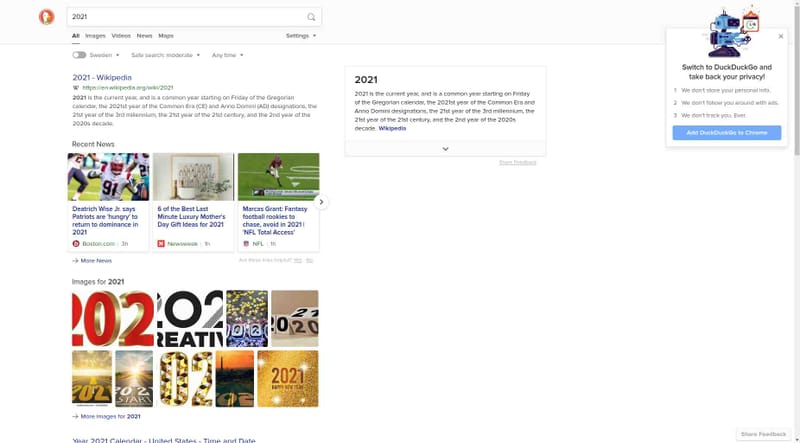 2021
All Images Videos News Maps Settings
Sweden Safe search: moderate Any time
2021 - Wikipedia
https://en.wikipedia.org/wiki/2021
2021 is the current year, and is a common year starting on Friday of the Gregorian
calendar, the 2021st year of the Common Era (CE) and Anno Domini (AD) designations, the
21st year of the 3rd millennium, the 21st year of the 21st century, and the 2nd year of the
2020s decade.
Recent News
Deatrich Wise Jr. says
Patriots are 'hungry' to
return to dominance in
2021
Boston.com · 3h
6 of the Best Last
Minute Luxury Mother's
Day Gift Ideas for 2021
Newsweek · 1h
Marcas Grant: Fantasy
football rookies to
chase, avoid in 2021 |
'NFL Total Access'
NFL · 1h
More News
Are these links helpful? Yes No
Images for 2021
202
202
REATIV
202
2020
202
2021
START
202
2021
HAPPY NEW YEAR
More Images for 2021
Year 2021 Calendar - United States - Time and Date
2021
2021 is the current year, and is a common year starting on Friday
of the Gregorian calendar, the 2021st year of the Common Era and
Anno Domini designations, the 21st year of the 3rd millennium, the
21st year of the 21st century, and the 2nd year of the 2020s
decade. Wikipedia
Share Feedback
Switch to DuckDuckGo and
take back your privacy!
1 We don't store your personal info.
2 We don't follow you around with ads.
3 We don't track you. Ever.
Add DuckDuckGo to Chrome
Share Feedback